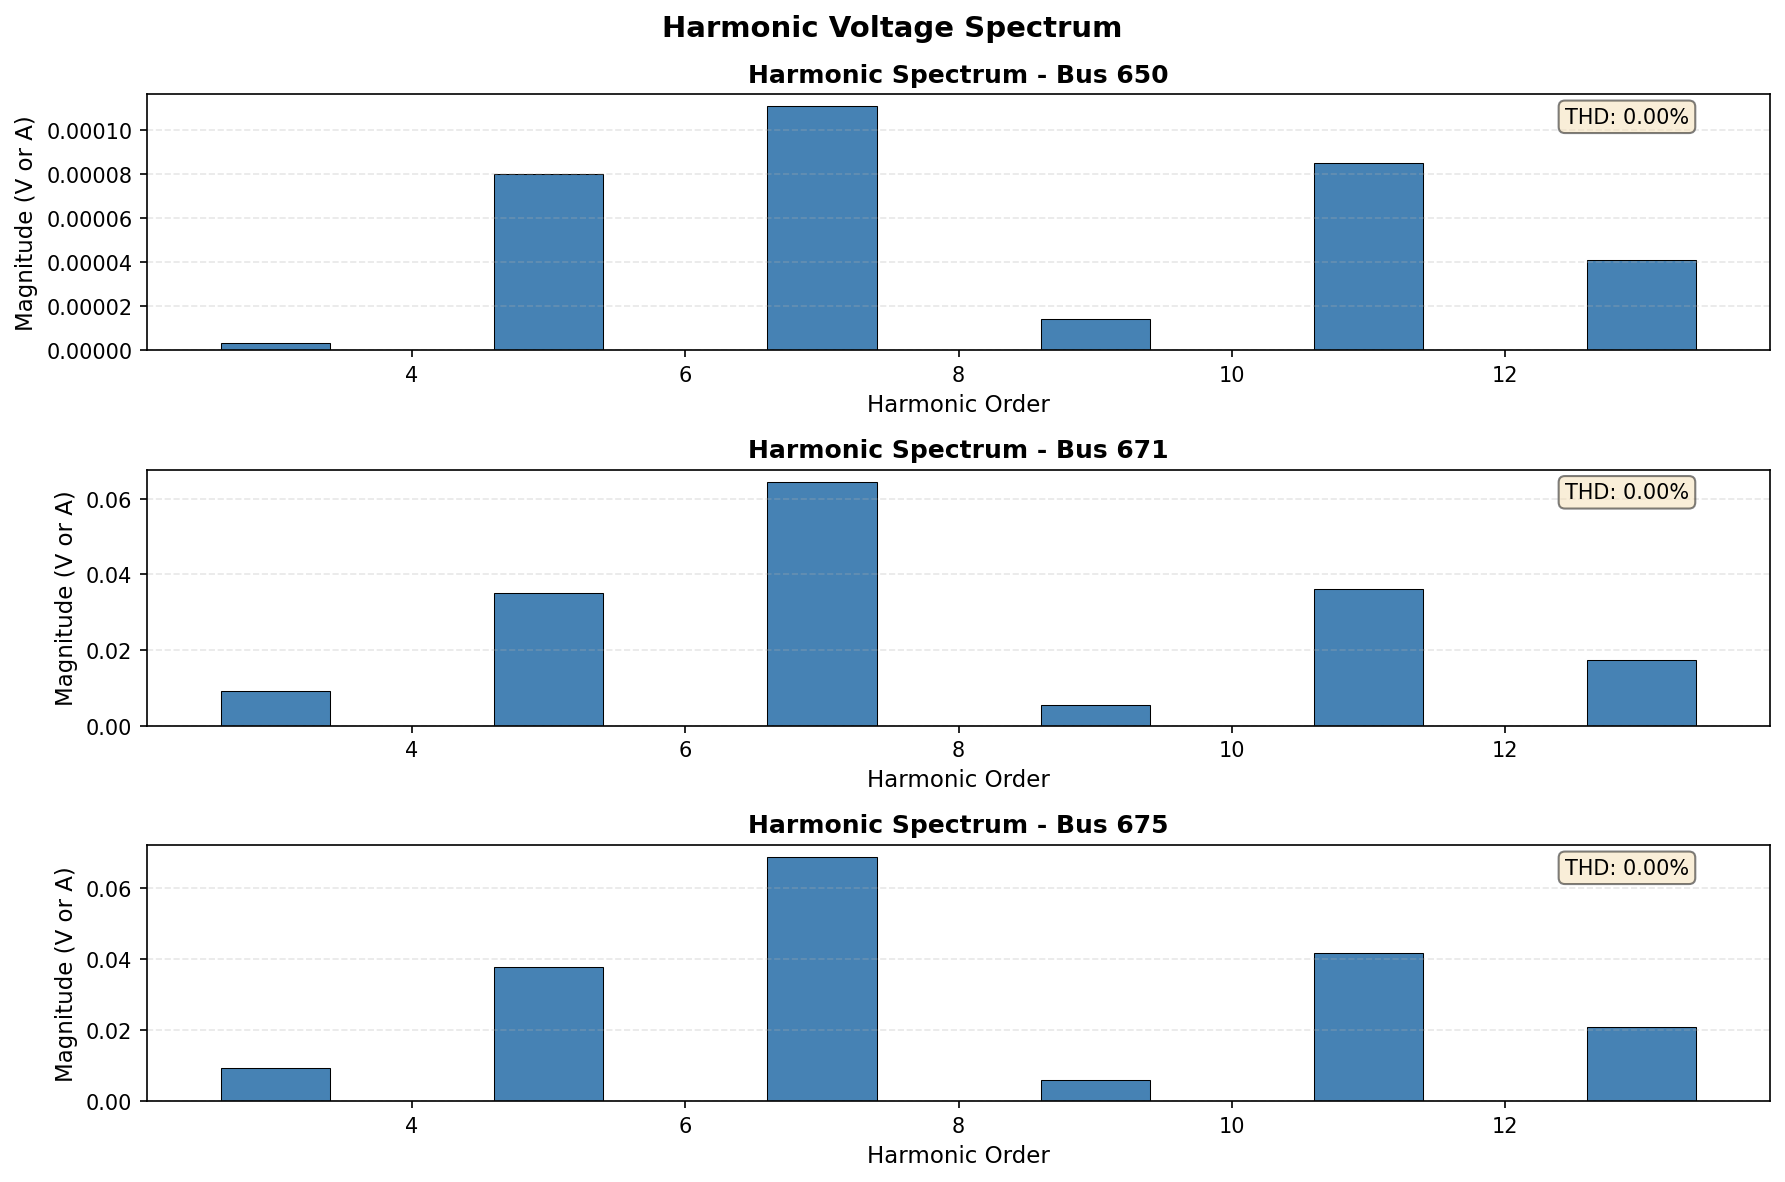 Harmonic Voltage Spectrum
Harmonic Spectrum - Bus 650
THD: 0.00%
Magnitude (V or A)
0.00010
0.00008
0.00006
0.00004
0.00002
0.00000
4 6 8 10 12
Harmonic Order
Harmonic Spectrum - Bus 671
THD: 0.00%
Magnitude (V or A)
0.06
0.04
0.02
0.00
4 6 8 10 12
Harmonic Order
Harmonic Spectrum - Bus 675
THD: 0.00%
Magnitude (V or A)
0.06
0.04
0.02
0.00
4 6 8 10 12
Harmonic Order